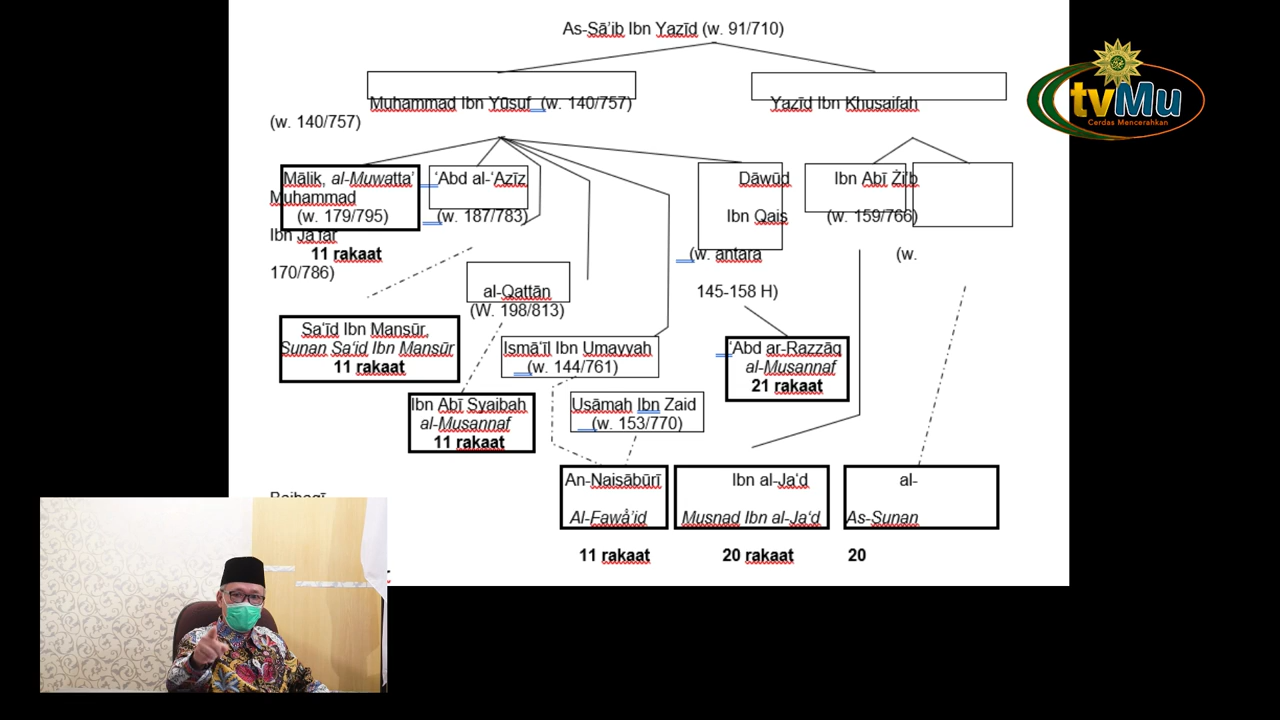 As-Sā'ib Ibn Yazīd (w. 91/710)
Muhammad Ibn Yūsuf (w. 140/757)
Yazīd Ibn Khusaifah
(w. 140/757)
Mālik, al-Muwatta'
'Abd al-'Azīz
Dāwūd
Ibn Abī Żi'b
Muhammad
(w. 179/795)
(w. 187/783)
Ibn Qais
(w. 159/766)
Ibn Ja'far
11 rakaat
(w. antara
(w.
170/786)
al-Qattān
145-158 H)
(W. 198/813)
Sa'īd Ibn Mansūr,
Sunan Sa'id Ibn Mansūr
11 rakaat
Ismā'īl Ibn Umayyah
(w. 144/761)
'Abd ar-Razzāq
al-Musannaf
21 rakaat
Ibn Abī Syaibah
al-Musannaf
11 rakaat
Usāmah Ibn Zaid
(w. 153/770)
An-Naisābūrī
Ibn al-Ja'd
al-
Baihaqī
Al-Fawā'id
Musnad Ibn al-Ja'd
As-Sunan
11 rakaat
20 rakaat
20
tvMu
Cerdas Mencerahkan